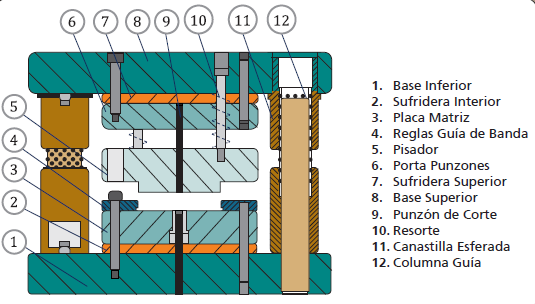 6 7 8 9 10 11 12
5
4
3
2
1
1. Base Inferior
2. Sufridera Interior
3. Placa Matriz
4. Reglas Guía de Banda
5. Pisador
6. Porta Punzones
7. Sufridera Superior
8. Base Superior
9. Punzón de Corte
10. Resorte
11. Canastilla Esferada
12. Columna Guía